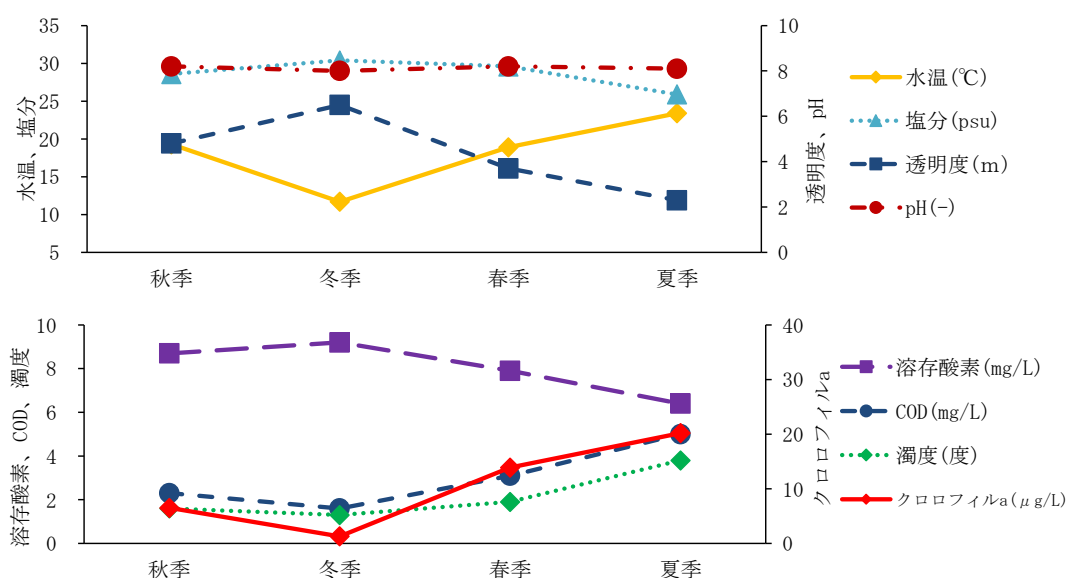 35
30
25
20
15
10
5
水温、塩分
10
8
6
4
2
0
透明度、pH
秋季
冬季
春季
夏季
水温(℃)
塩分(psu)
透明度(m)
pH(-)
10
8
6
4
2
0
溶存酸素、COD、濁度
40
30
20
10
0
クロロフィルa
秋季
冬季
春季
夏季
溶存酸素(mg/L)
COD(mg/L)
濁度(度)
クロロフィルa(μg/L)